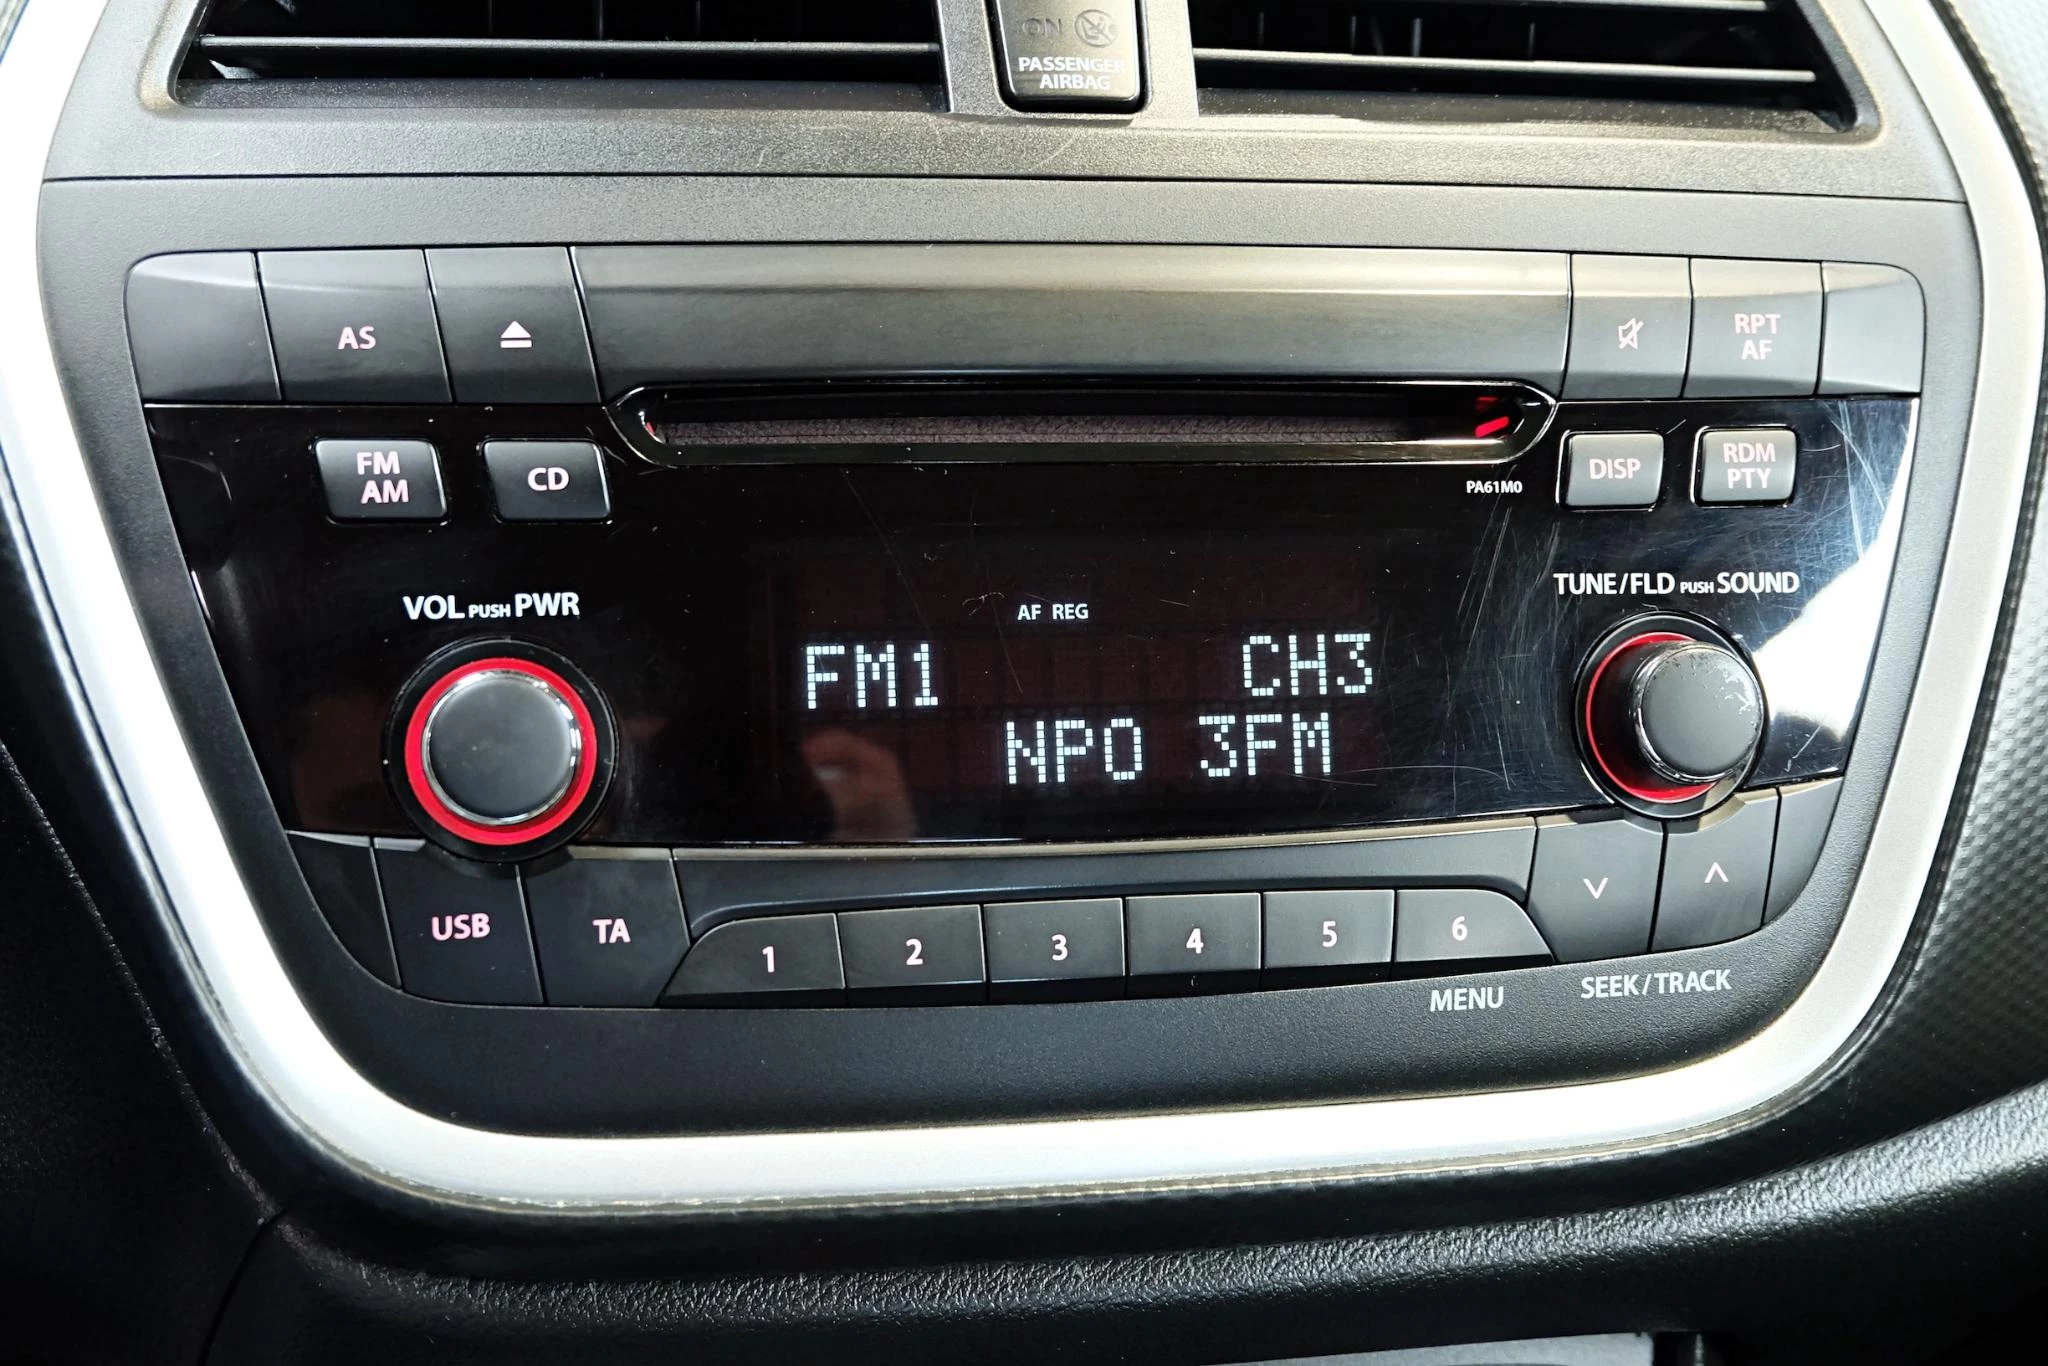 ON
PASSENGER
AIRBAG
AS
RPT
AF
FM
AM
CD
DISP
RDM
PTY
PA61M0
VOL PUSH PWR
TUNE/FLD PUSH SOUND
AF REG
FM1 CH3
NPO 3FM
USB
TA
1
2
3
4
5
6
MENU
SEEK/TRACK